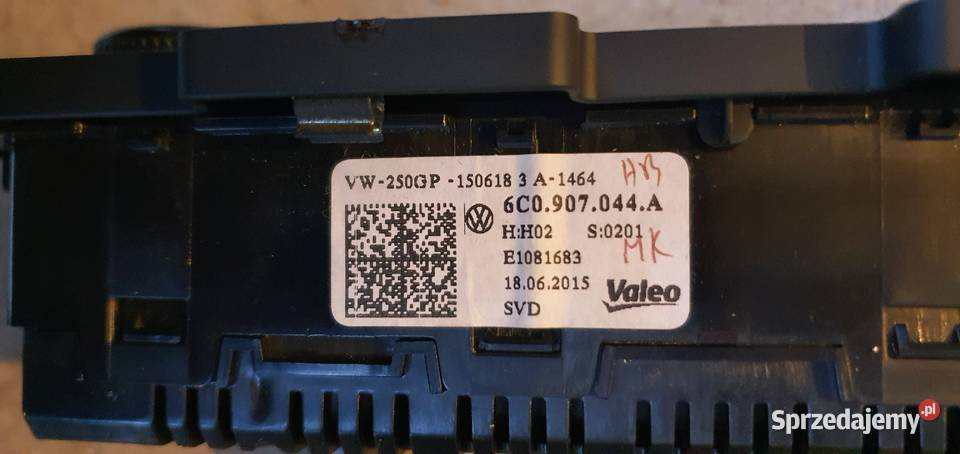 VW-250GP -150618 3 A-1464
6C0.907.044.A
H:H02 S:0201
MK
E1081683
18.06.2015
Valeo
SVD
Sprzedajemy.pl